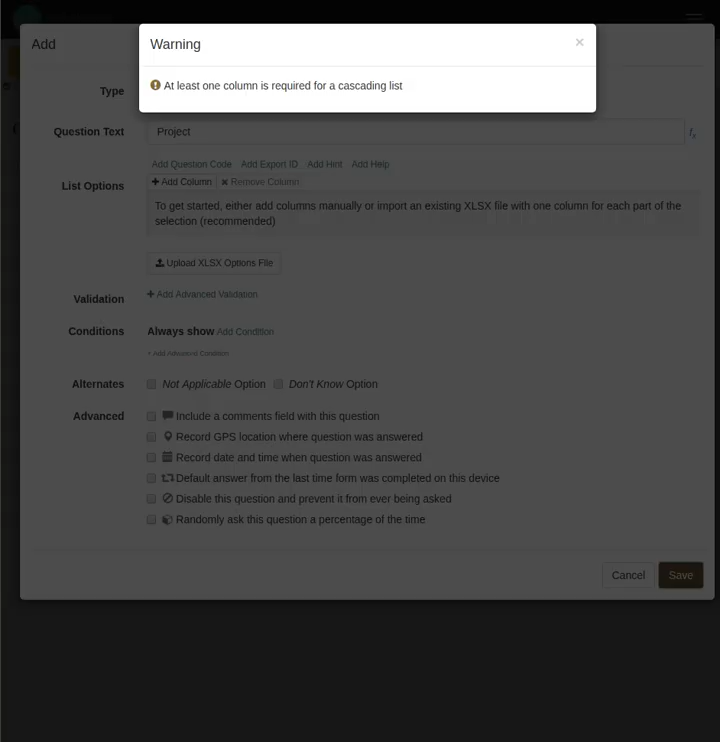 Warning
×
At least one column is required for a cascading list
Add
Type
Question Text
Project
Add Question Code Add Export ID Add Hint Add Help
List Options
Add Column Remove Column
To get started, either add columns manually or import an existing XLSX file with one column for each part of the
selection (recommended)
Upload XLSX Options File
Validation
+ Add Advanced Validation
Conditions
Always show Add Condition
+ Add Advanced Condition
Alternates
Not Applicable Option Don't Know Option
Advanced
Include a comments field with this question
Record GPS location where question was answered
Record date and time when question was answered
Default answer from the last time form was completed on this device
Disable this question and prevent it from ever being asked
Randomly ask this question a percentage of the time
Cancel Save